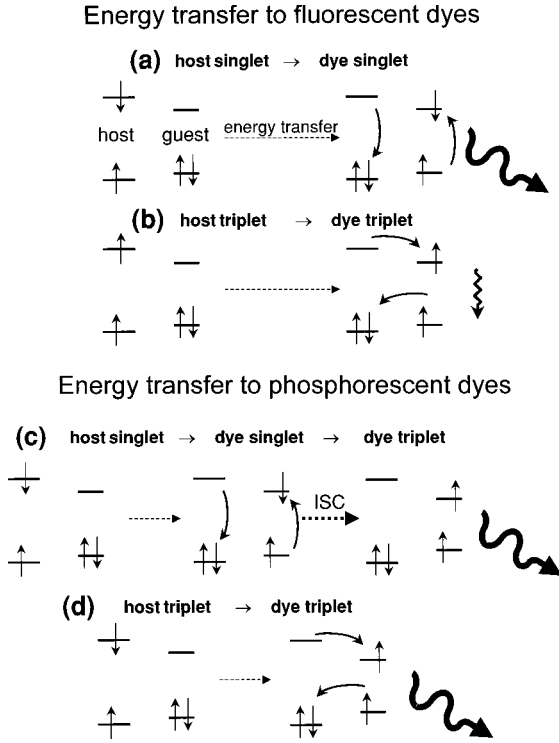 Energy transfer to fluorescent dyes
(a) host singlet → dye singlet
host guest energy transfer
(b) host triplet → dye triplet
Energy transfer to phosphorescent dyes
(c) host singlet → dye singlet → dye triplet
ISC
(d) host triplet → dye triplet